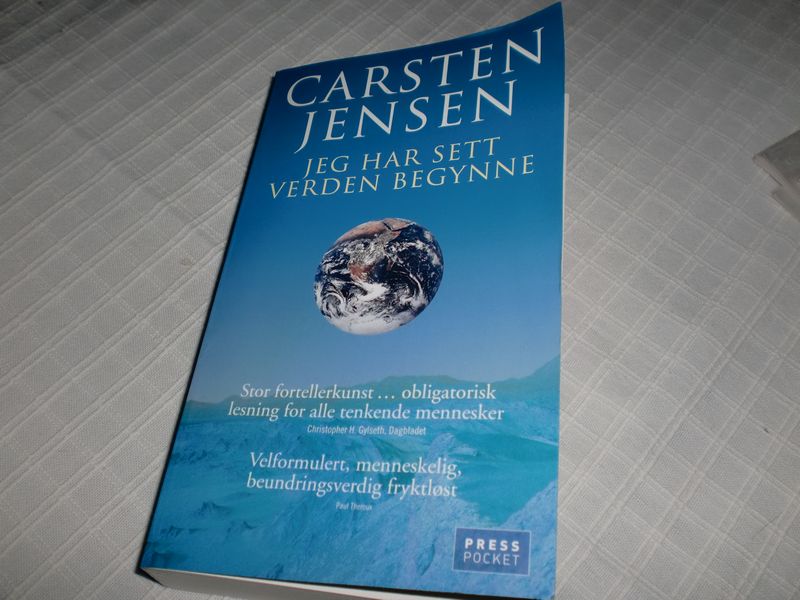 CARSTEN
JENSEN
JEG HAR SETT
VERDEN BEGYNNE
Stor fortellerkunst... obligatorisk
lesning for alle tenkende mennesker
Christopher H. Gylseth, Dagbladet
Velformulert, menneskelig,
beundringsverdig fryktløst
Paul Theroux
PRESS
POCKET